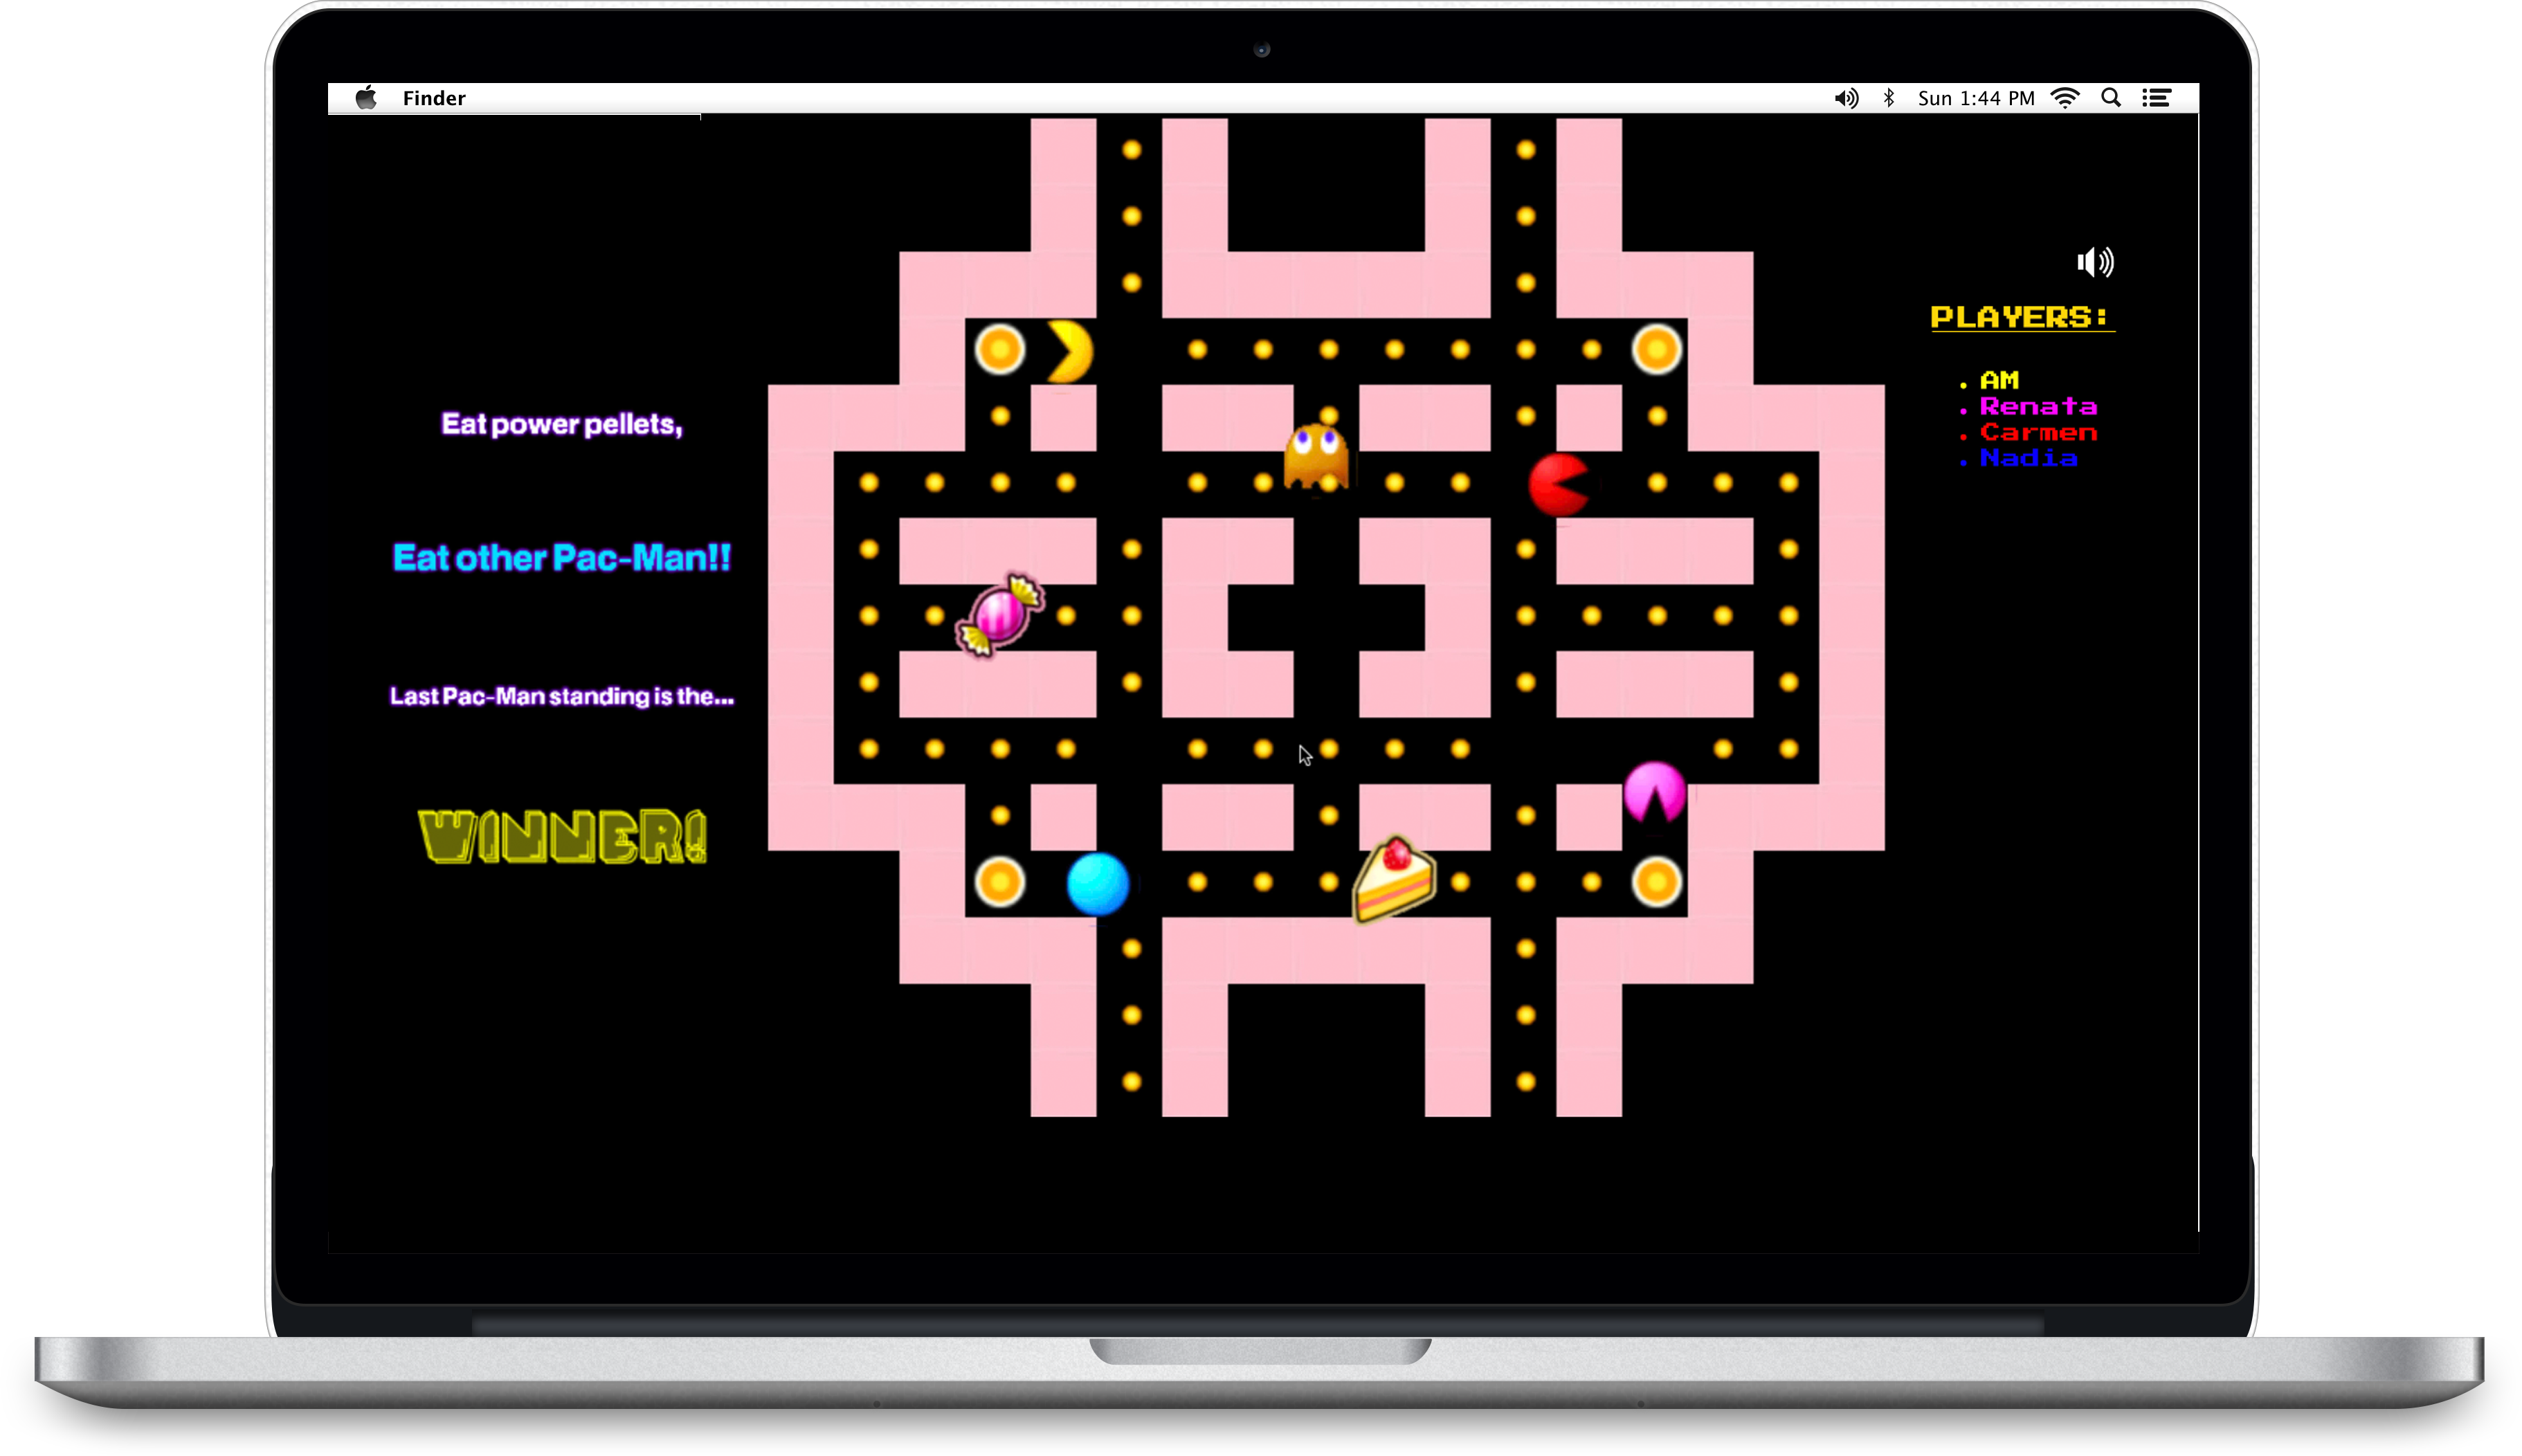 Finder
Sun 1:44 PM
Eat power pellets,
Eat other Pac-Man!!
Last Pac-Man standing is the...
WINNER!
PLAYERS:
• AM
• Renata
• Carmen
• Nadia